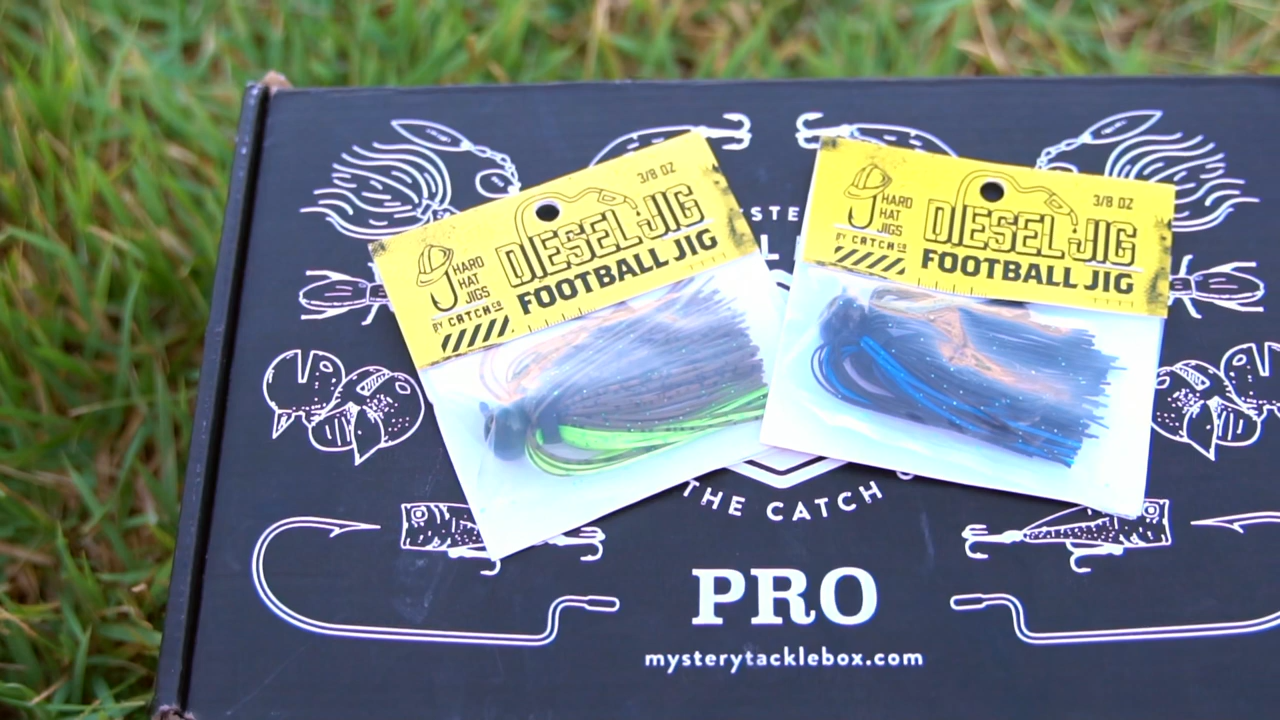 3/8 OZ
HARD
HAT
JIGS
BY CATCH CO
DIESEL JIG
FOOTBALL JIG
3/8 OZ
HARD
HAT
JIGS
BY CATCH CO
DIESEL JIG
FOOTBALL JIG
THE CATCH
PRO
mysterytacklebox.com